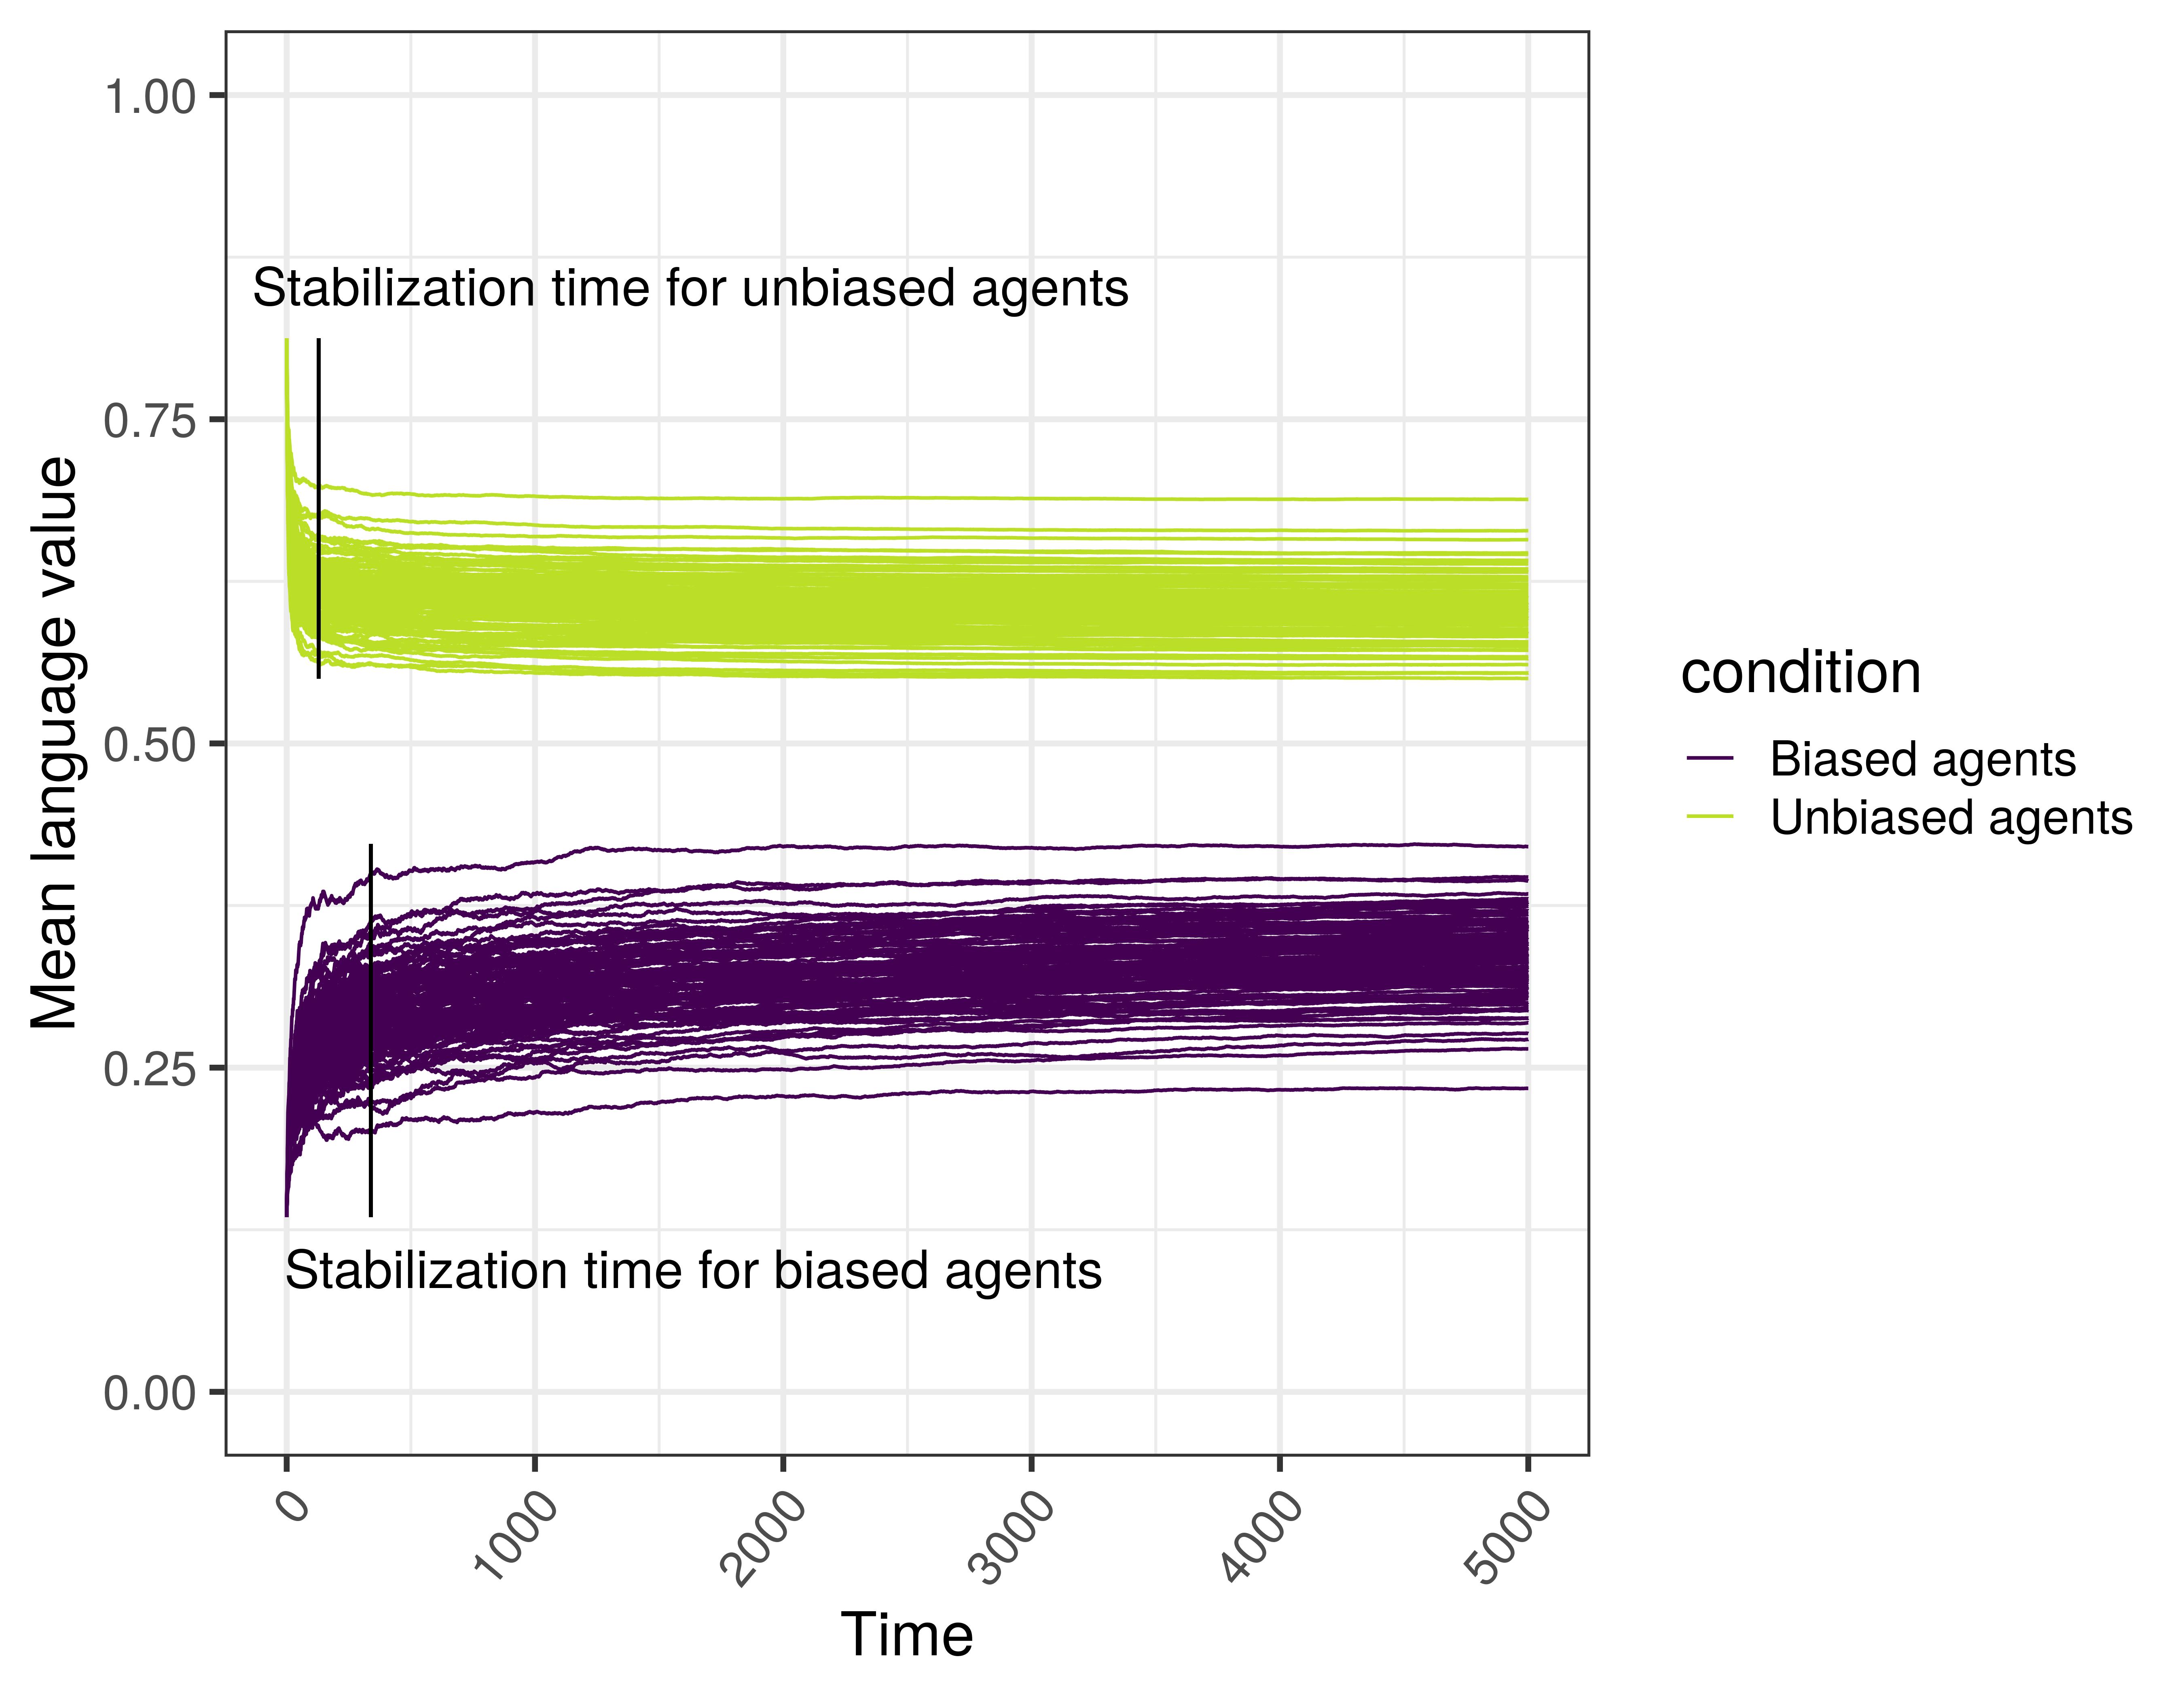 Mean language value
1.00
0.75
0.50
0.25
0.00
Stabilization time for unbiased agents
Stabilization time for biased agents
0
1000
2000
3000
4000
5000
Time
condition
Biased agents
Unbiased agents